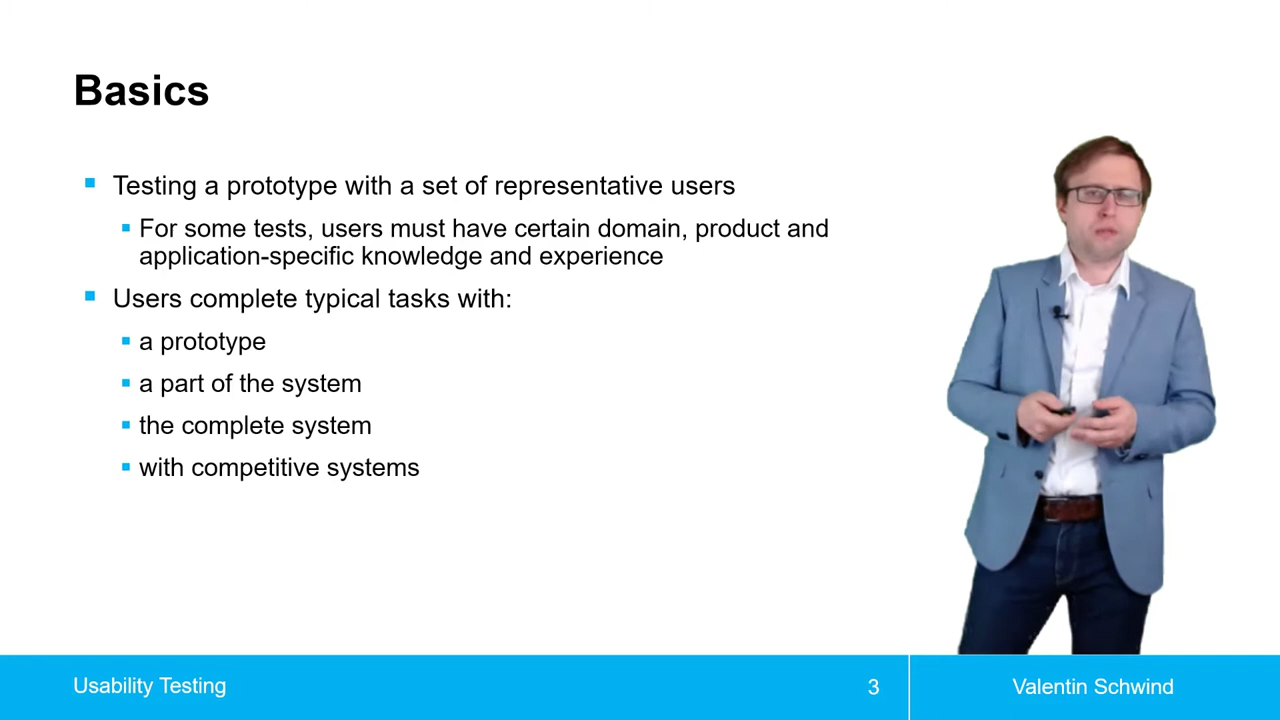 Basics
Testing a prototype with a set of representative users
For some tests, users must have certain domain, product and
application-specific knowledge and experience
Users complete typical tasks with:
a prototype
a part of the system
the complete system
with competitive systems
Usability Testing
3
Valentin Schwind